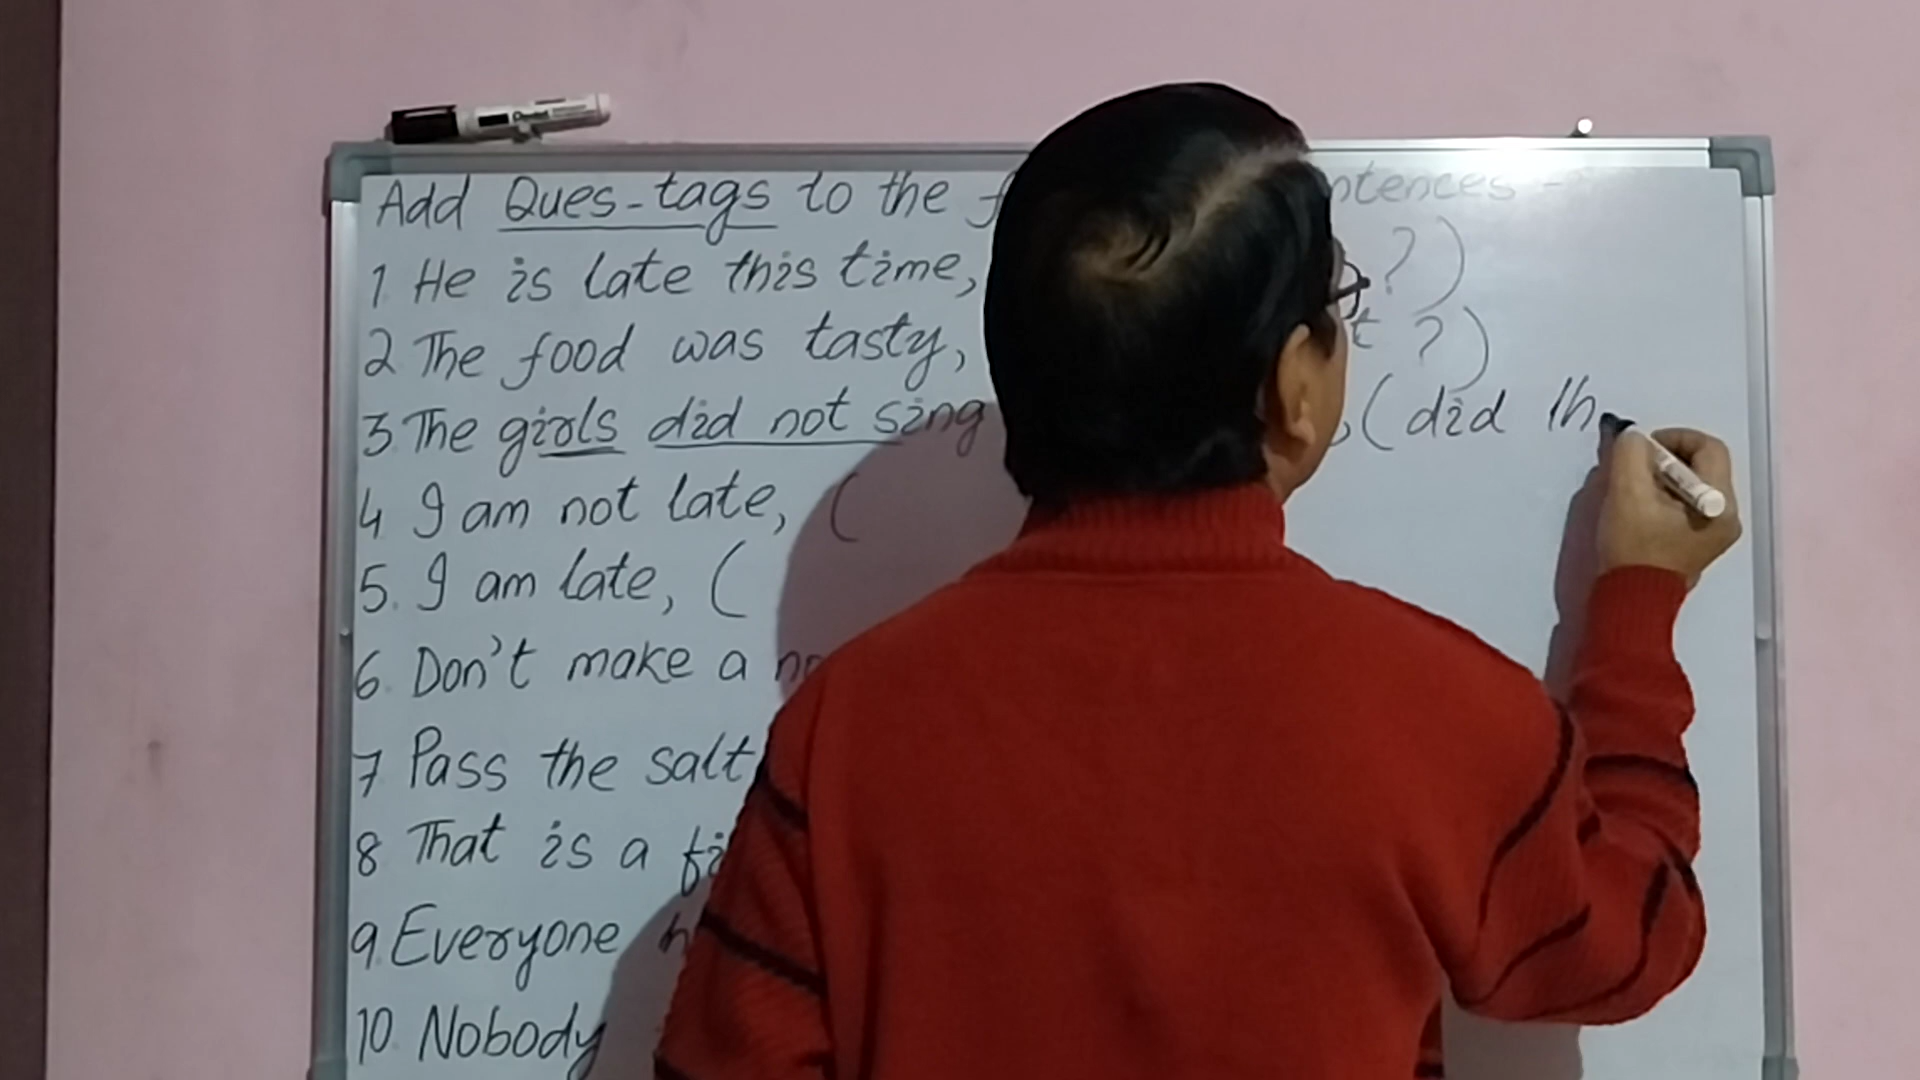 Add Ques-tags to the
1. He is late this time, ?)
2 The food was tasty, t ?)
3. The girls did not sing , (did th
4 I am not late, (
5. I am late, (
6. Don't make a
7 Pass the salt
8 That is a
9. Everyone
10. Nobody